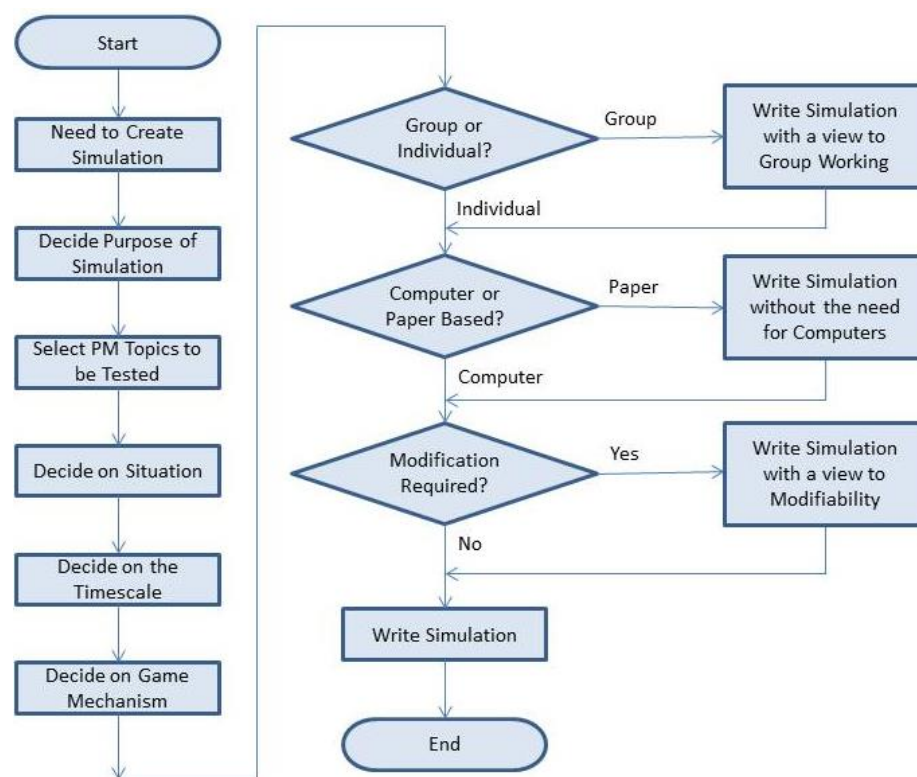 Start
Need to Create
Simulation
Decide Purpose of
Simulation
Select PM Topics to
be Tested
Decide on Situation
Decide on the
Timescale
Decide on Game
Mechanism
Group or
Individual?
Group
Write Simulation
with a view to
Group Working
Individual
Computer or
Paper Based?
Paper
Write Simulation
without the need
for Computers
Computer
Modification
Required?
Yes
Write Simulation
with a view to
Modifiability
No
Write Simulation
End